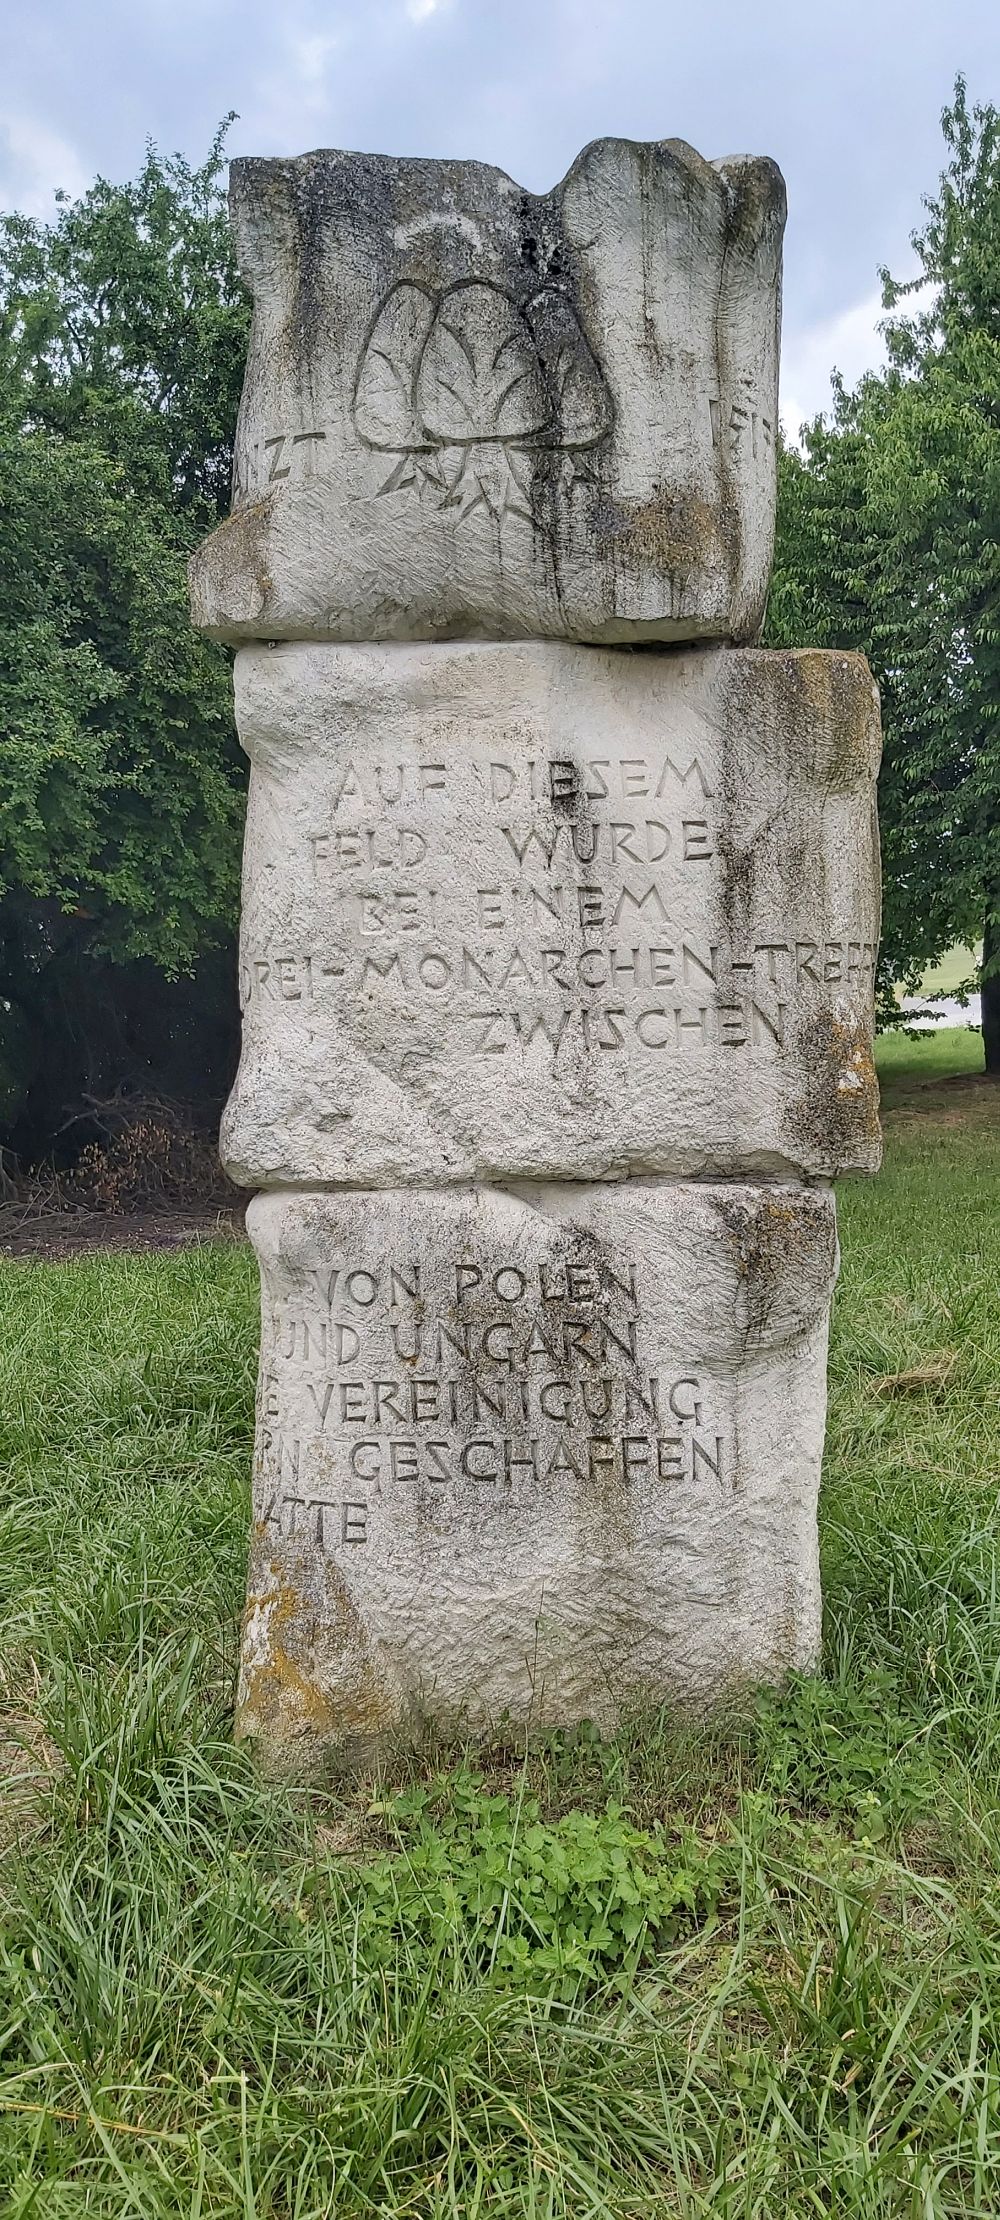 AUF DIESEM
FELD WURDE
BEI EINEM
DREI-MONARCHEN-TREFF
ZWISCHEN
VON POLEN
UND UNGARN
VEREINIGUNG
GESCHAFFEN